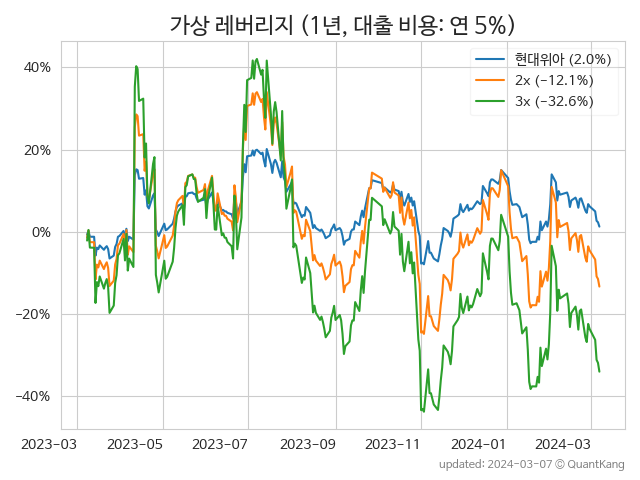 가상 레버리지 (1년, 대출 비용: 연 5%)
현대위아 (2.0%)
2x (−12.1%)
3x (−32.6%)
40%
20%
0%
−20%
−40%
2023-03 2023-05 2023-07 2023-09 2023-11 2024-01 2024-03
updated: 2024-03-07 © QuantKang